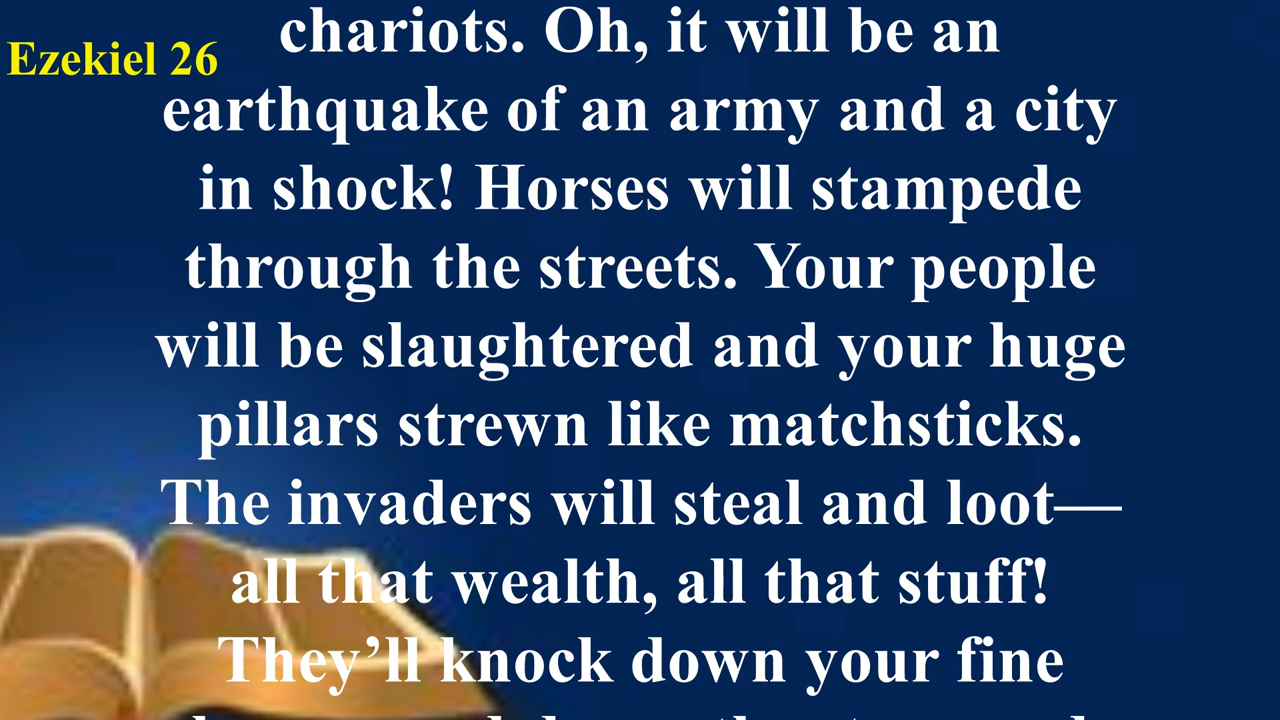 Ezekiel 26
chariots. Oh, it will be an
earthquake of an army and a city
in shock! Horses will stampede
through the streets. Your people
will be slaughtered and your huge
pillars strewn like matchsticks.
The invaders will steal and loot—
all that wealth, all that stuff!
They’ll knock down your fine